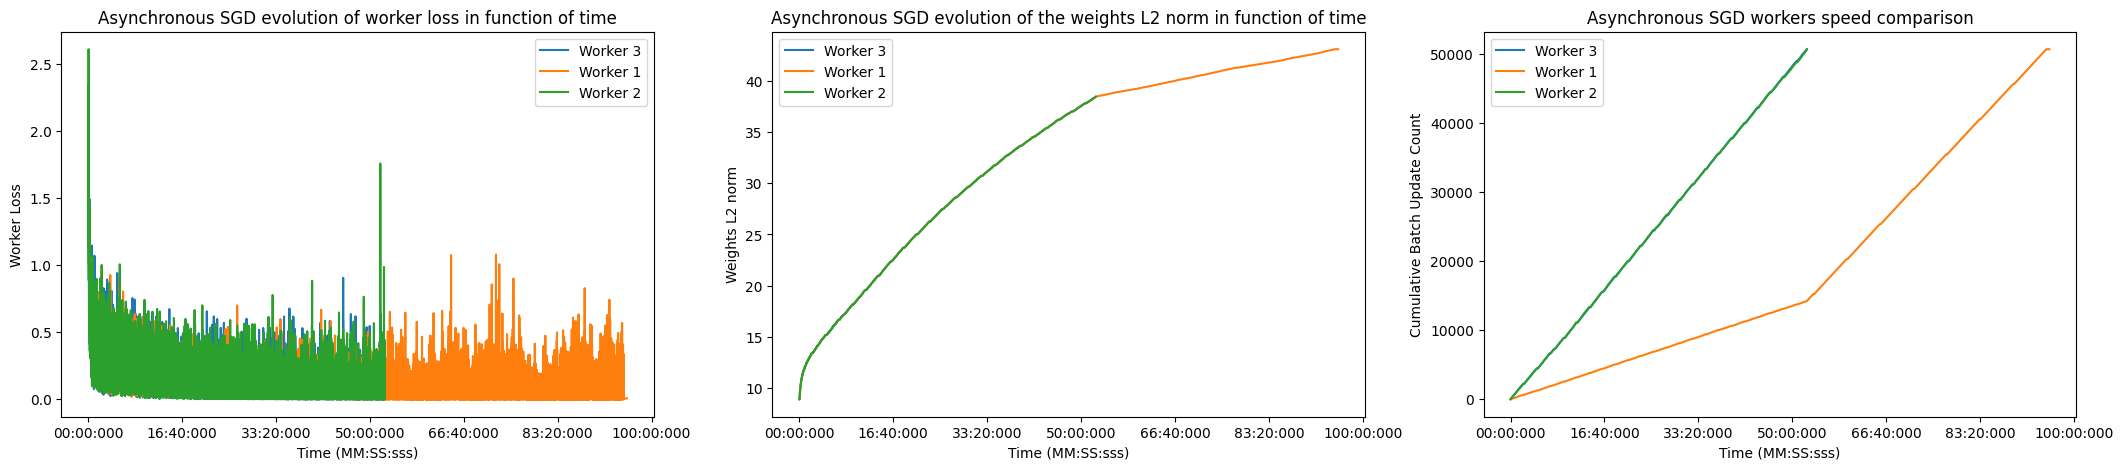 Asynchronous SGD evolution of worker loss in function of time
Worker 3
Worker 1
Worker 2
2.5
2.0
1.5
1.0
0.5
0.0
Worker Loss
00:00:000 16:40:000 33:20:000 50:00:000 66:40:000 83:20:000 100:00:000
Time (MM:SS:sss)
Asynchronous SGD evolution of the weights L2 norm in function of time
Worker 3
Worker 1
Worker 2
40
35
30
25
20
15
10
Weights L2 norm
00:00:000 16:40:000 33:20:000 50:00:000 66:40:000 83:20:000 100:00:000
Time (MM:SS:sss)
Asynchronous SGD workers speed comparison
Worker 3
Worker 1
Worker 2
50000
40000
30000
20000
10000
0
Cumulative Batch Update Count
00:00:000 16:40:000 33:20:000 50:00:000 66:40:000 83:20:000 100:00:000
Time (MM:SS:sss)